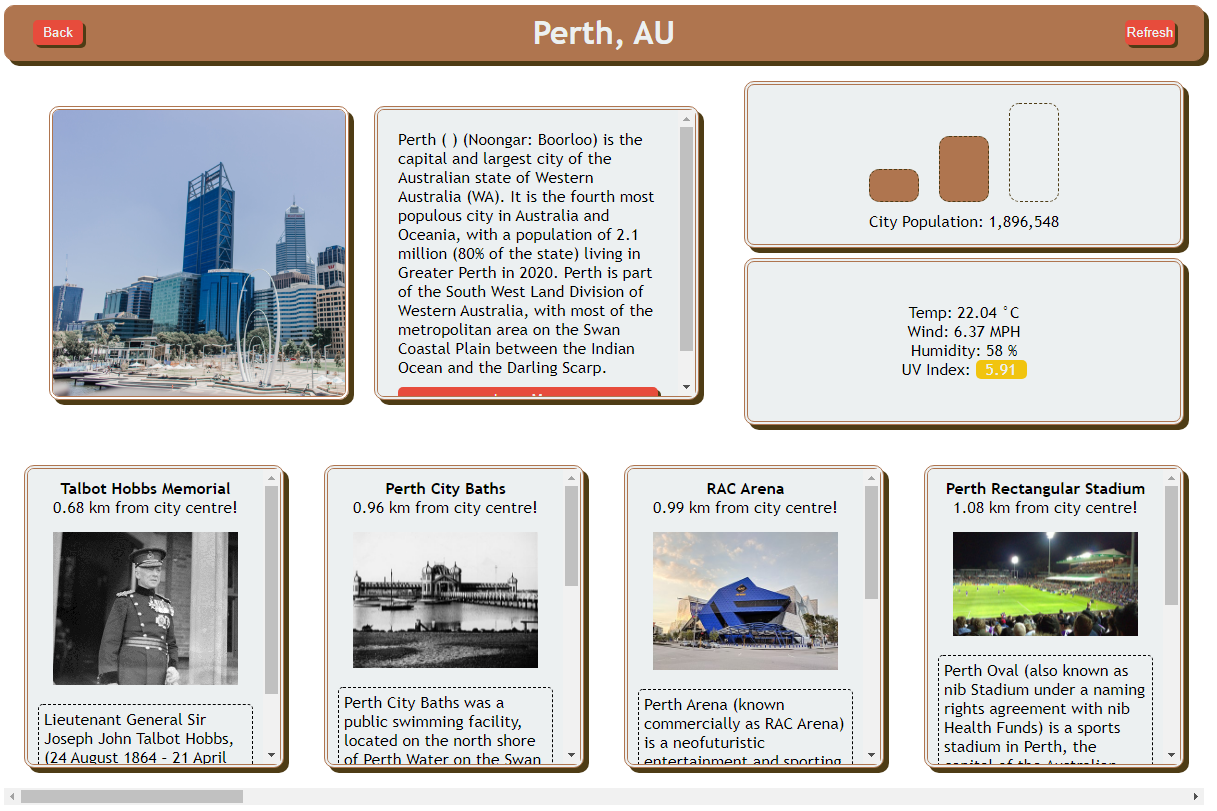 Back
Perth, AU
Refresh
Perth ( ) (Noongar: Boorloo) is the
capital and largest city of the
Australian state of Western
Australia (WA). It is the fourth most
populous city in Australia and
Oceania, with a population of 2.1
million (80% of the state) living in
Greater Perth in 2020. Perth is part
of the South West Land Division of
Western Australia, with most of the
metropolitan area on the Swan
Coastal Plain between the Indian
Ocean and the Darling Scarp.
City Population: 1,896,548
Temp: 22.04 °C
Wind: 6.37 MPH
Humidity: 58 %
UV Index: 5.91
Talbot Hobbs Memorial
0.68 km from city centre!
Lieutenant General Sir
Joseph John Talbot Hobbs,
(24 August 1864 – 21 April
Perth City Baths
0.96 km from city centre!
Perth City Baths was a
public swimming facility,
located on the north shore
of Perth Water on the Swan
RAC Arena
0.99 km from city centre!
Perth Arena (known
commercially as RAC Arena)
is a neofuturistic
entertainment and sporting
Perth Rectangular Stadium
1.08 km from city centre!
Perth Oval (also known as
nib Stadium under a naming
rights agreement with nib
Health Funds) is a sports
stadium in Perth, the
capital of the Australian